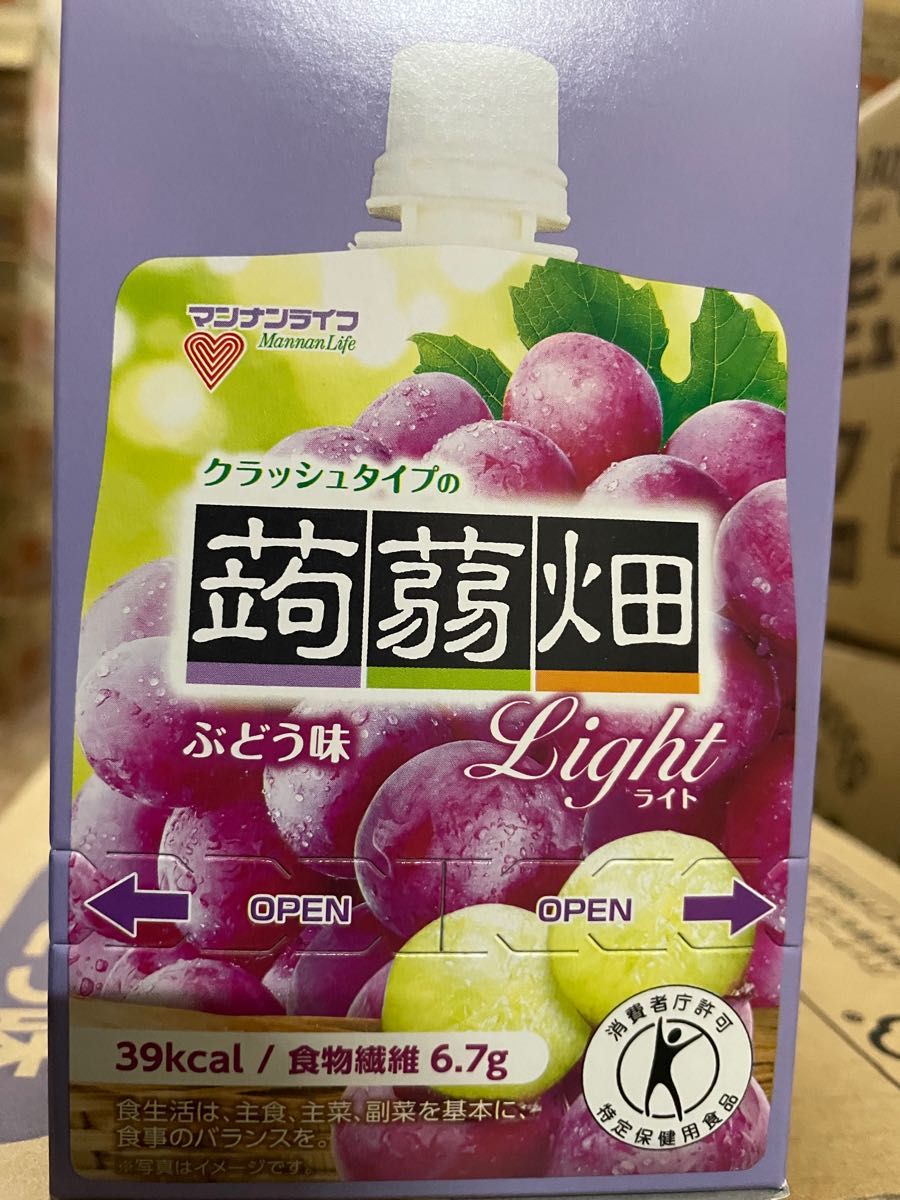 マンナンライフ
MannanLife
クラッシュタイプの
蒟蒻畑
ぶどう味
Light
ライト
OPEN
OPEN
39kcal / 食物繊維 6.7g
食生活は、主食、主菜、副菜を基本に、
食事のバランスを。
※写真はイメージです。
消費者庁許可
特定保健用食品